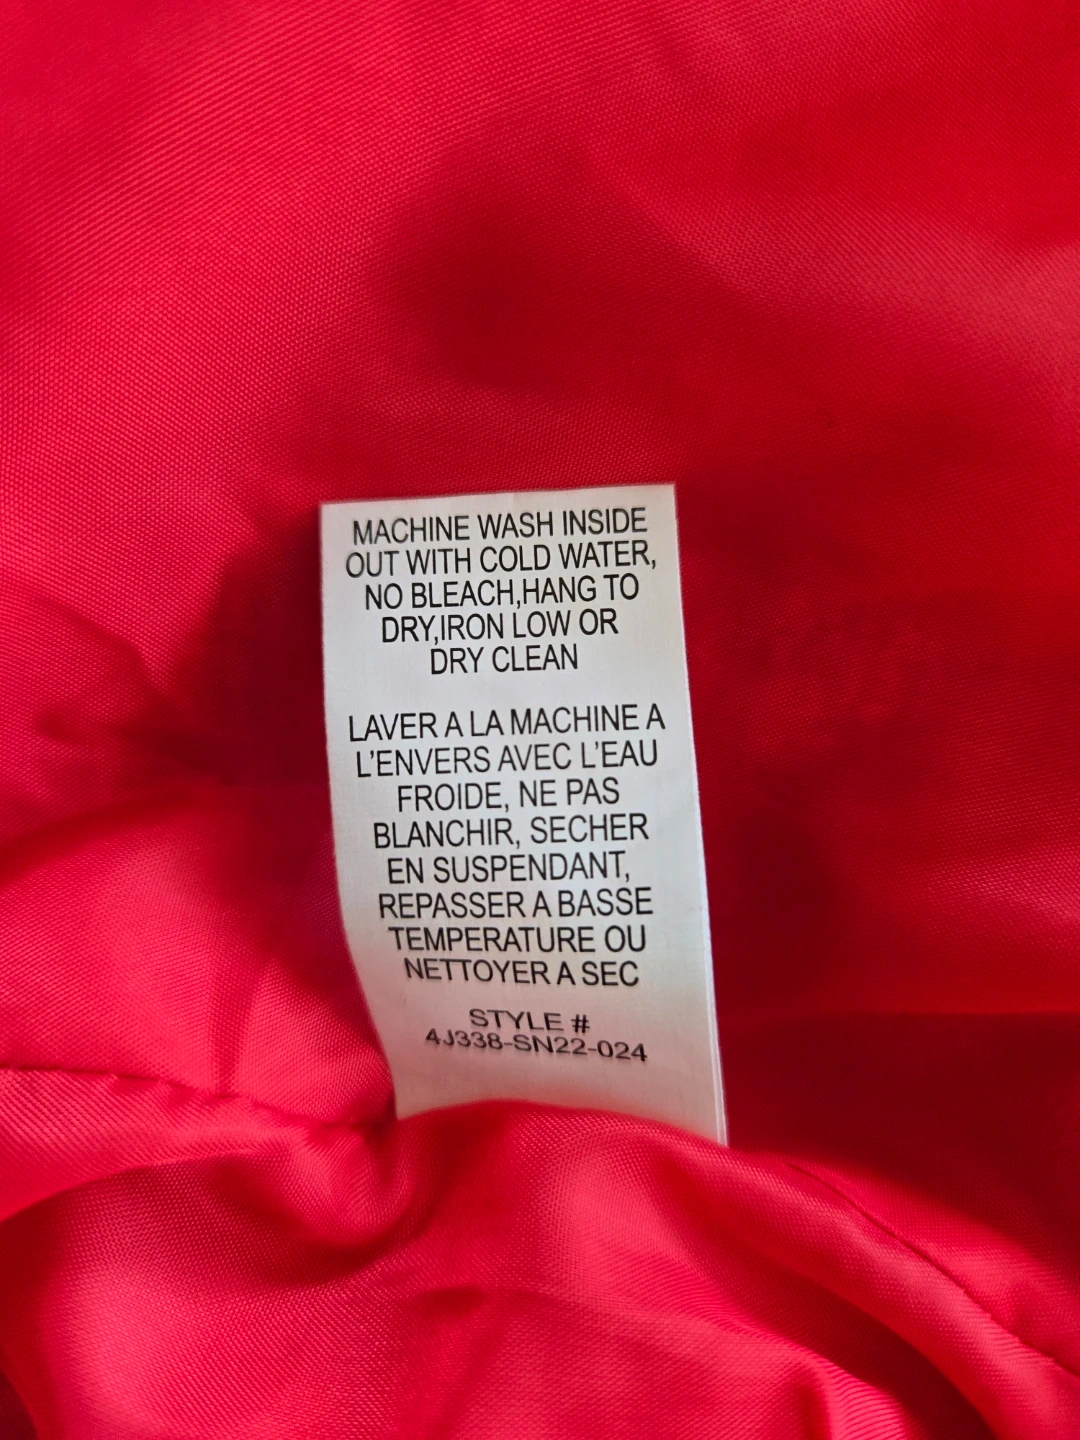 MACHINE WASH INSIDE
OUT WITH COLD WATER,
NO BLEACH,HANG TO
DRY,IRON LOW OR
DRY CLEAN
LAVER A LA MACHINE A
L'ENVERS AVEC L'EAU
FROIDE, NE PAS
BLANCHIR, SECHER
EN SUSPENDANT,
REPASSER A BASSE
TEMPERATURE OU
NETTOYER A SEC
STYLE #
4J338-SN22-024